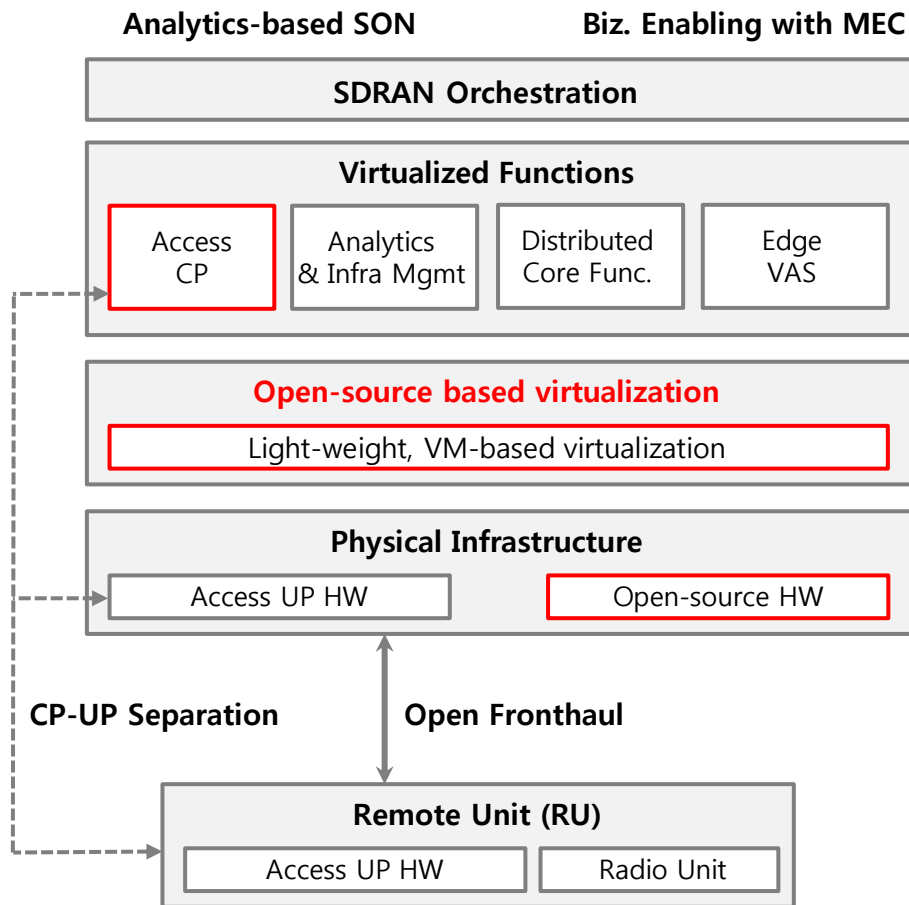 Analytics-based SON
Biz. Enabling with MEC
SDRAN Orchestration
Virtualized Functions
Access
CP
Analytics
& Infra Mgmt
Distributed
Core Func.
Edge
VAS
Open-source based virtualization
Light-weight, VM-based virtualization
Physical Infrastructure
Access UP HW
Open-source HW
CP-UP Separation
Open Fronthaul
Remote Unit (RU)
Access UP HW
Radio Unit